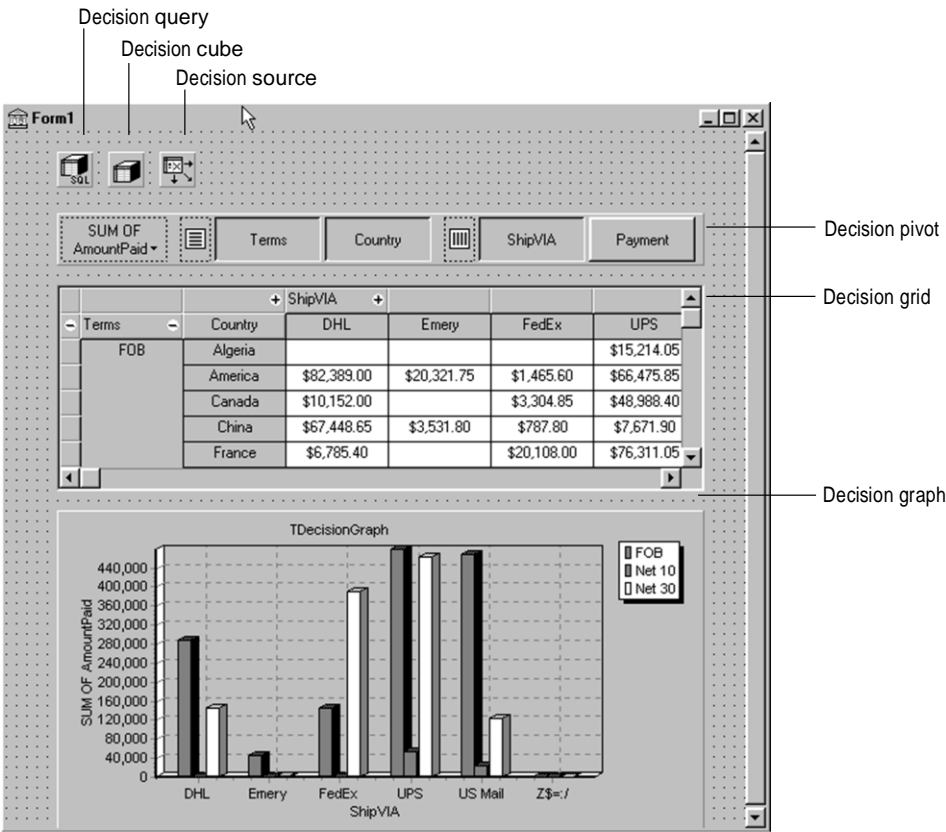 Decision query
Decision cube
Decision source
Form1
SQL
SUM OF
AmountPaid
Terms
Country
ShipVIA
Payment
Decision pivot
Decision grid
+ ShipVIA +
- Terms - Country DHL Emery FedEx UPS
FOB Algeria $15,214.05
America $82,389.00 $20,321.75 $1,465.60 $66,475.85
Canada $10,152.00 $3,304.85 $48,988.40
China $67,448.65 $3,531.80 $787.80 $7,671.90
France $6,785.40 $20,108.00 $76,311.05
Decision graph
TDecisionGraph
FOB
Net 10
Net 30
SUM OF AmountPaid
440,000
400,000
360,000
320,000
280,000
240,000
200,000
160,000
120,000
80,000
40,000
0
DHL Emery FedEx UPS US Mail Z$=:/
ShipVIA